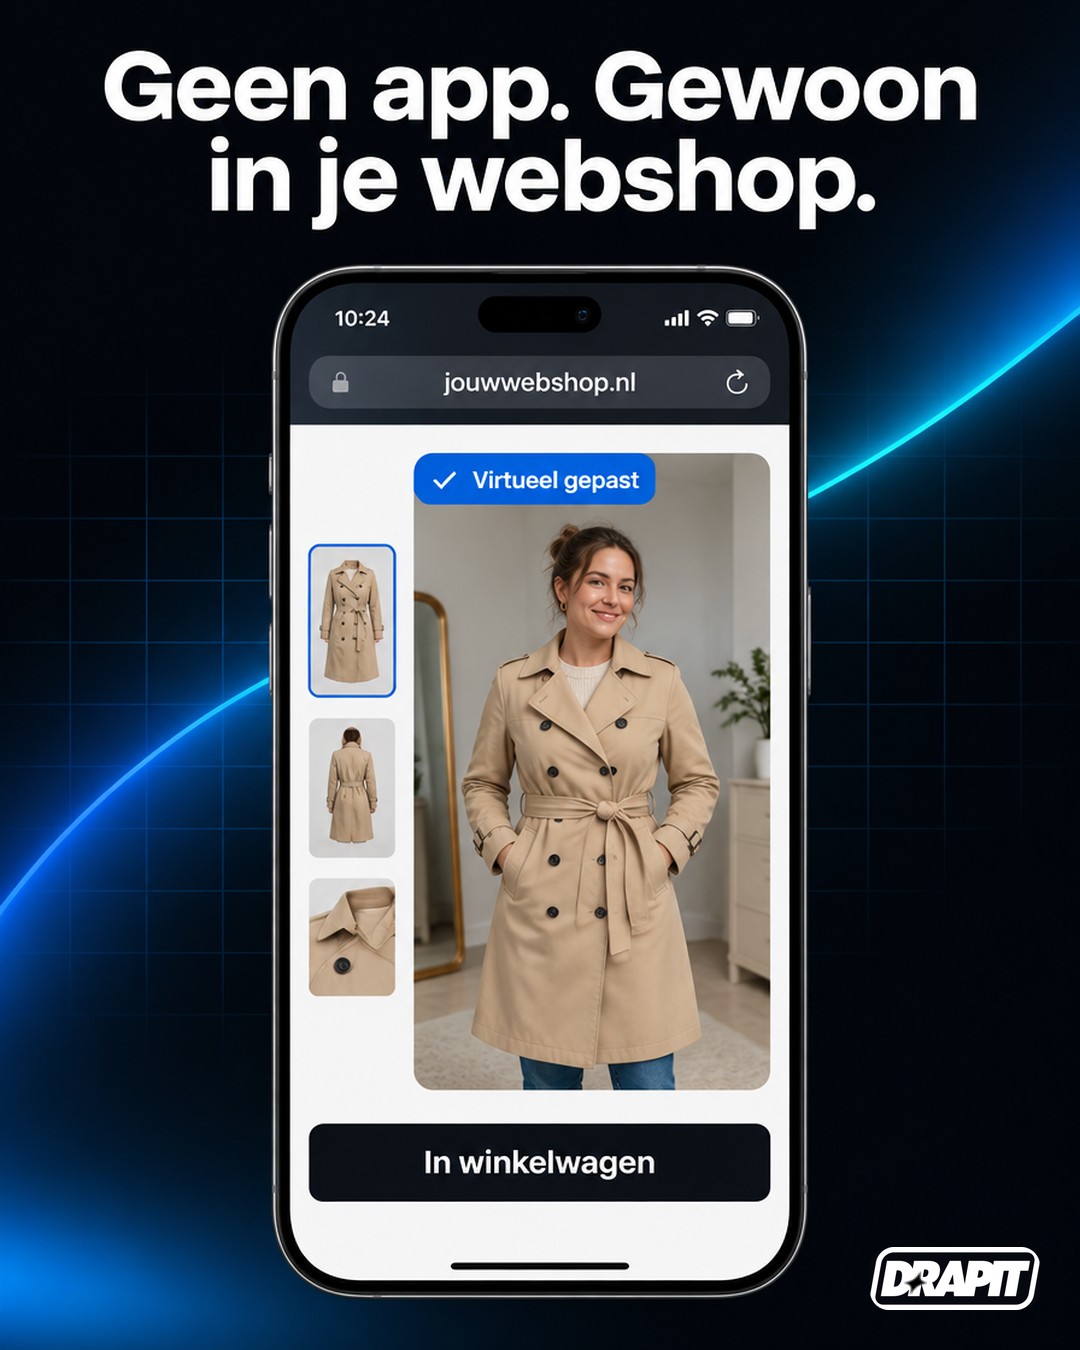 Geen app. Gewoon
in je webshop.
10:24
jouwwebshop.nl
Virtueel gepast
In winkelwagen
DRAPIT